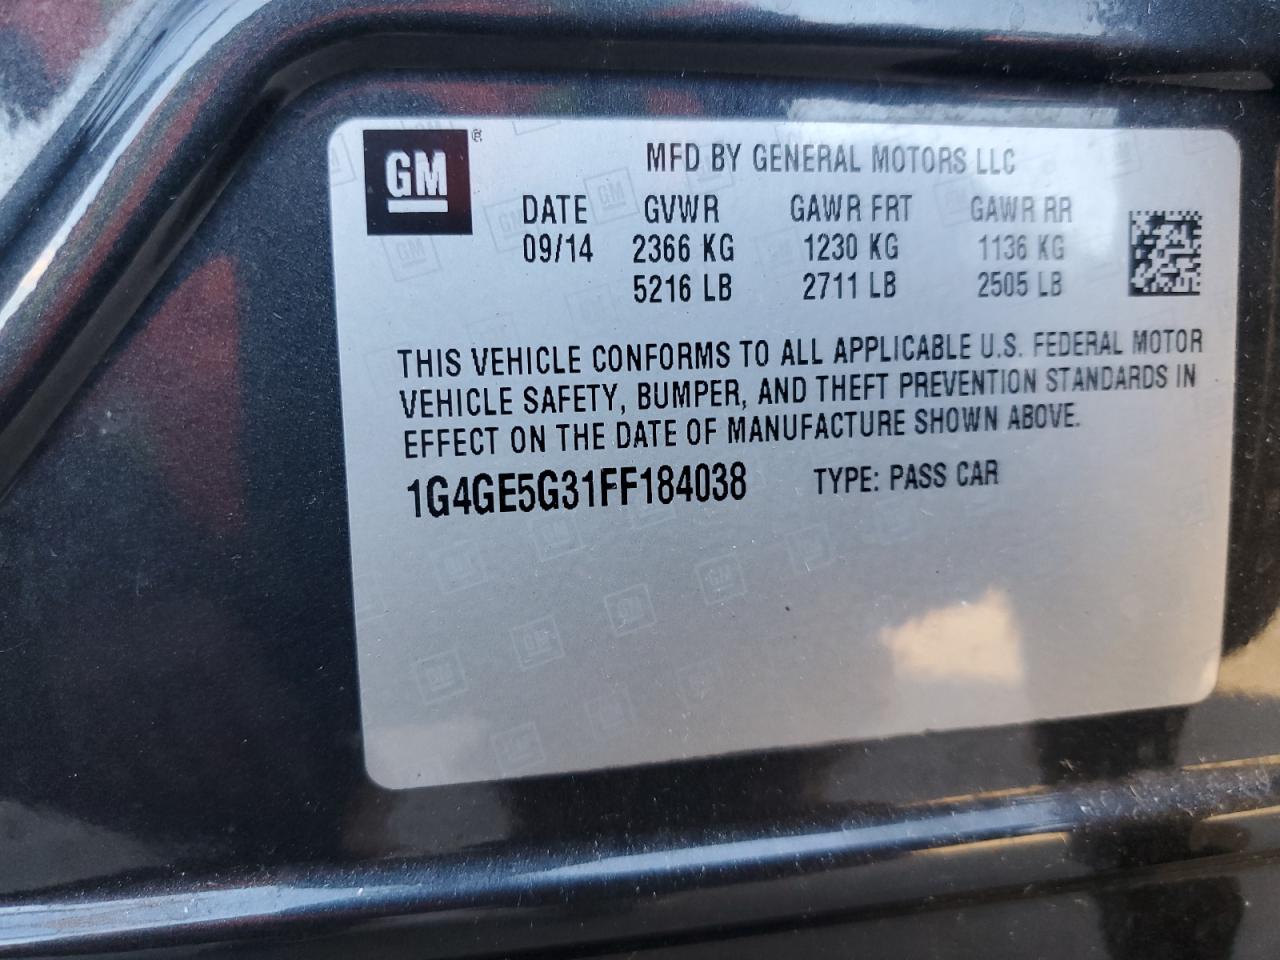 GM ®
MFD BY GENERAL MOTORS LLC
DATE GVWR GAWR FRT GAWR RR
09/14 2366 KG 1230 KG 1136 KG
5216 LB 2711 LB 2505 LB
THIS VEHICLE CONFORMS TO ALL APPLICABLE U.S. FEDERAL MOTOR
VEHICLE SAFETY, BUMPER, AND THEFT PREVENTION STANDARDS IN
EFFECT ON THE DATE OF MANUFACTURE SHOWN ABOVE.
1G4GE5G31FF184038 TYPE: PASS CAR